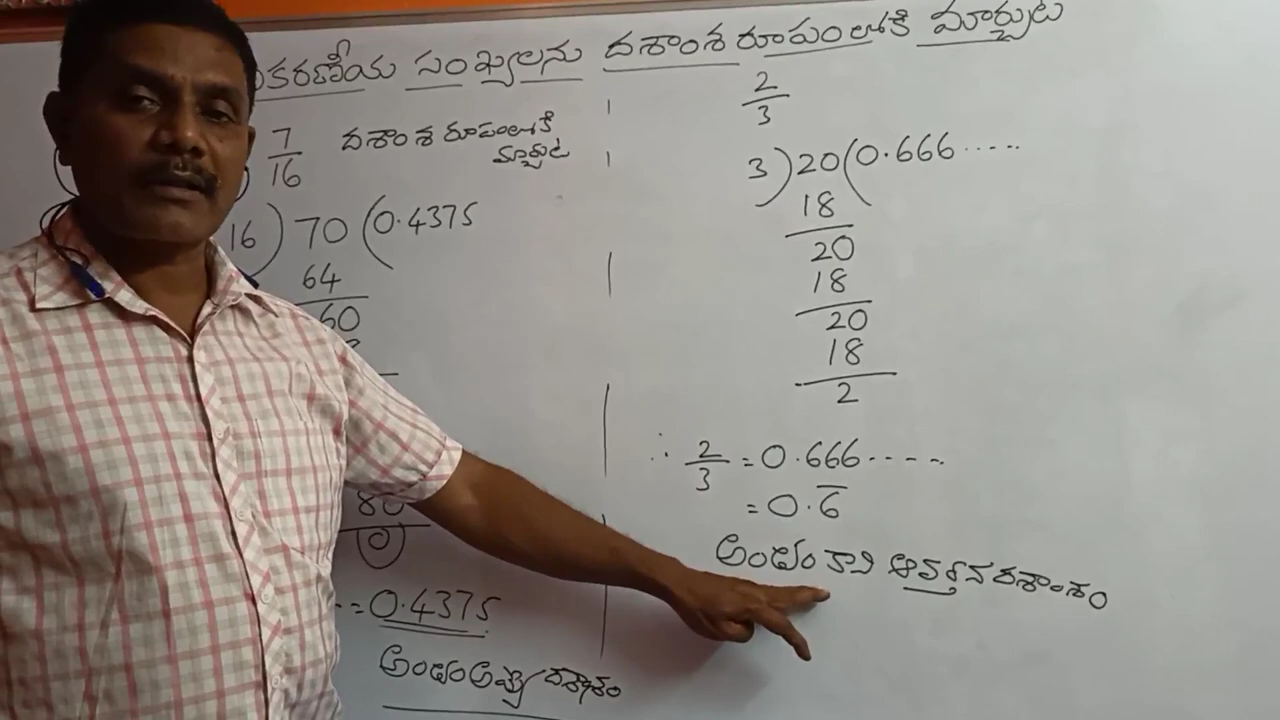 కరణీయ సంఖ్యలను దశాంశ రూపంలోకి మార్చుట
7/16 దశాంశ రూపంలోకి
మార్చుట
16 ) 70 ( 0.4375
64
60
80
0
= 0.4375
అంతం అయ్యే దశాంశం
2/3
3 ) 20 ( 0.666.....
18
20
18
20
18
2
∴ 2/3 = 0.666----
= 0.6̅
అంతం కాని ఆవర్తన దశాంశం